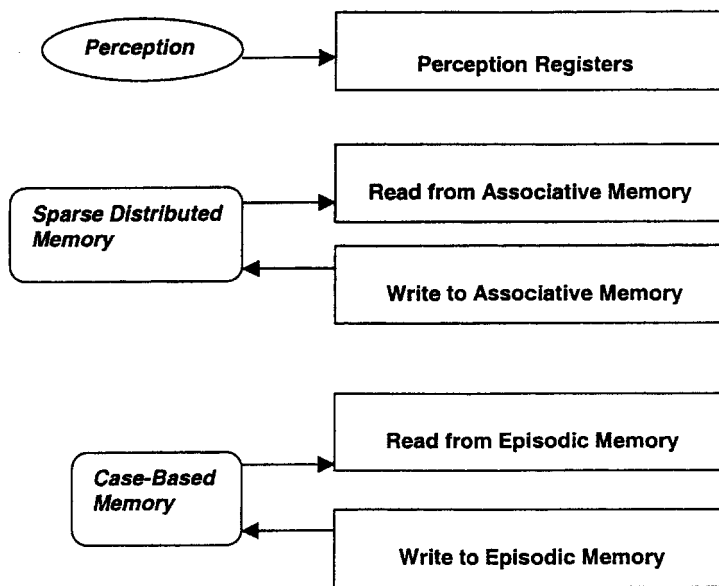 Perception
Perception Registers
Read from Associative Memory
Sparse Distributed
Memory
Write to Associative Memory
Read from Episodic Memory
Case-Based
Memory
Write to Episodic Memory